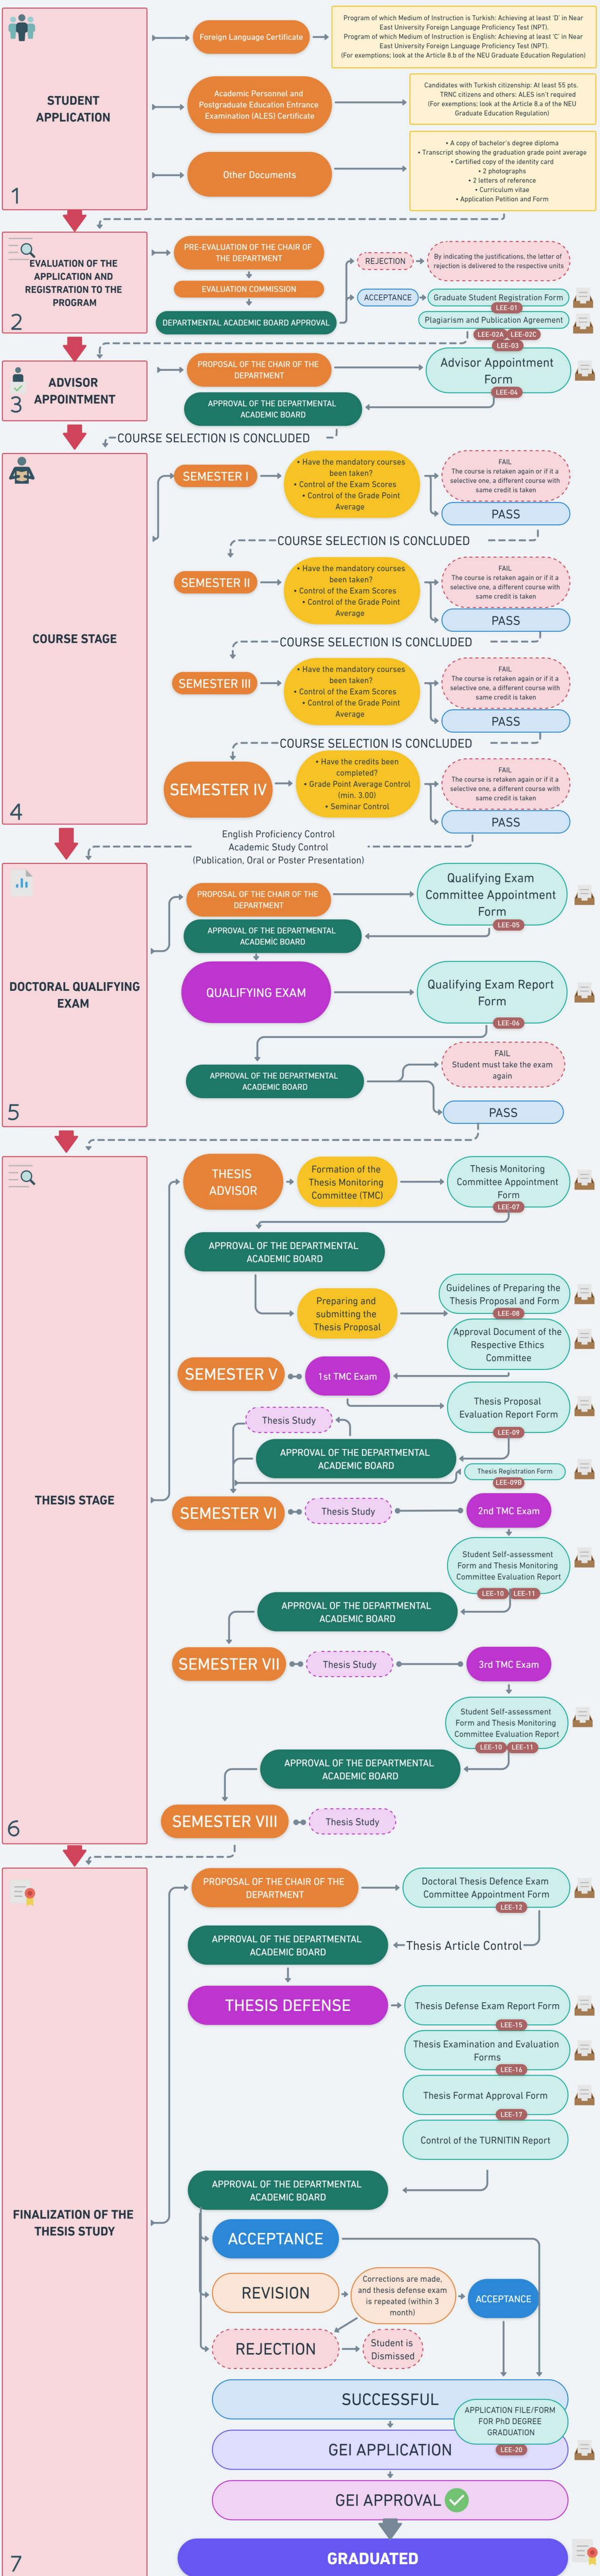 STUDENT
APPLICATION
1
Foreign Language Certificate
Program of which Medium of Instruction is Turkish: Achieving at least 'D' in Near
East University Foreign Language Proficiency Test (NPT).
Program of which Medium of Instruction is English: Achieving at least 'C' in Near
East University Foreign Language Proficiency Test (NPT).
(For exemptions; look at the Article 8.b of the NEU Graduate Education Regulation)
Academic Personnel and
Postgraduate Education Entrance
Examination (ALES) Certificate
Candidates with Turkish citizenship: At least 55 pts.
TRNC citizens and others: ALES isn't required
(For exemptions; look at the Article 8.a of the NEU
Graduate Education Regulation)
Other Documents
• A copy of bachelor's degree diploma
• Transcript showing the graduation grade point average
• Certified copy of the identity card
• 2 photographs
• 2 letters of reference
• Curriculum vitae
• Application Petition and Form
EVALUATION OF THE
APPLICATION AND
REGISTRATION TO THE
PROGRAM
2
PRE-EVALUATION OF THE CHAIR OF
THE DEPARTMENT
EVALUATION COMMISSION
DEPARTMENTAL ACADEMIC BOARD APPROVAL
REJECTION
By indicating the justifications, the letter of
rejection is delivered to the respective units
ACCEPTANCE
Graduate Student Registration Form
LEE-01
Plagiarism and Publication Agreement
LEE-02A LEE-02C
LEE-03
ADVISOR
APPOINTMENT
3
PROPOSAL OF THE CHAIR OF THE
DEPARTMENT
Advisor Appointment
Form
LEE-04
APPROVAL OF THE DEPARTMENTAL
ACADEMIC BOARD
COURSE SELECTION IS CONCLUDED
COURSE STAGE
4
SEMESTER I
• Have the mandatory courses
been taken?
• Control of the Exam Scores
• Control of the Grade Point
Average
FAIL
The course is retaken again or if it a
selective one, a different course with
same credit is taken
PASS
COURSE SELECTION IS CONCLUDED
SEMESTER II
• Have the mandatory courses
been taken?
• Control of the Exam Scores
• Control of the Grade Point
Average
FAIL
The course is retaken again or if it a
selective one, a different course with
same credit is taken
PASS
COURSE SELECTION IS CONCLUDED
SEMESTER III
• Have the mandatory courses
been taken?
• Control of the Exam Scores
• Control of the Grade Point
Average
FAIL
The course is retaken again or if it a
selective one, a different course with
same credit is taken
PASS
COURSE SELECTION IS CONCLUDED
SEMESTER IV
• Have the credits been
completed?
• Grade Point Average Control
(min. 3.00)
• Seminar Control
FAIL
The course is retaken again or if it a
selective one, a different course with
same credit is taken
PASS
English Proficiency Control
Academic Study Control
(Publication, Oral or Poster Presentation)
DOCTORAL QUALIFYING
EXAM
5
PROPOSAL OF THE CHAIR OF THE
DEPARTMENT
Qualifying Exam
Committee Appointment
Form
LEE-05
APPROVAL OF THE DEPARTMENTAL
ACADEMİC BOARD
QUALIFYING EXAM
Qualifying Exam Report
Form
LEE-06
APPROVAL OF THE DEPARTMENTAL
ACADEMIC BOARD
FAIL
Student must take the exam
again
PASS
THESIS STAGE
6
THESIS
ADVISOR
Formation of the
Thesis Monitoring
Committee (TMC)
Thesis Monitoring
Committee Appointment
Form
LEE-07
APPROVAL OF THE DEPARTMENTAL
ACADEMIC BOARD
Preparing and
submitting the
Thesis Proposal
Guidelines of Preparing the
Thesis Proposal and Form
LEE-08
Approval Document of the
Respective Ethics
Committee
SEMESTER V
1st TMC Exam
Thesis Proposal
Evaluation Report Form
LEE-09
Thesis Study
APPROVAL OF THE DEPARTMENTAL
ACADEMIC BOARD
Thesis Registration Form
LEE-09B
SEMESTER VI
Thesis Study
2nd TMC Exam
Student Self-assessment
Form and Thesis Monitoring
Committee Evaluation Report
LEE-10 LEE-11
APPROVAL OF THE DEPARTMENTAL
ACADEMIC BOARD
SEMESTER VII
Thesis Study
3rd TMC Exam
Student Self-assessment
Form and Thesis Monitoring
Committee Evaluation Report
LEE-10 LEE-11
APPROVAL OF THE DEPARTMENTAL
ACADEMIC BOARD
SEMESTER VIII
Thesis Study
FINALIZATION OF THE
THESIS STUDY
7
PROPOSAL OF THE CHAIR OF THE
DEPARTMENT
Doctoral Thesis Defence Exam
Committee Appointment Form
LEE-12
APPROVAL OF THE DEPARTMENTAL
ACADEMIC BOARD
Thesis Article Control
THESIS DEFENSE
Thesis Defense Exam Report Form
LEE-15
Thesis Examination and Evaluation
Forms
LEE-16
Thesis Format Approval Form
LEE-17
Control of the TURNITIN Report
APPROVAL OF THE DEPARTMENTAL
ACADEMIC BOARD
ACCEPTANCE
REVISION
Corrections are made,
and thesis defense exam
is repeated (within 3
month)
ACCEPTANCE
REJECTION
Student is
Dismissed
SUCCESSFUL
APPLICATION FILE/FORM
FOR PhD DEGREE
GRADUATION
LEE-20
GEI APPLICATION
GEI APPROVAL
GRADUATED